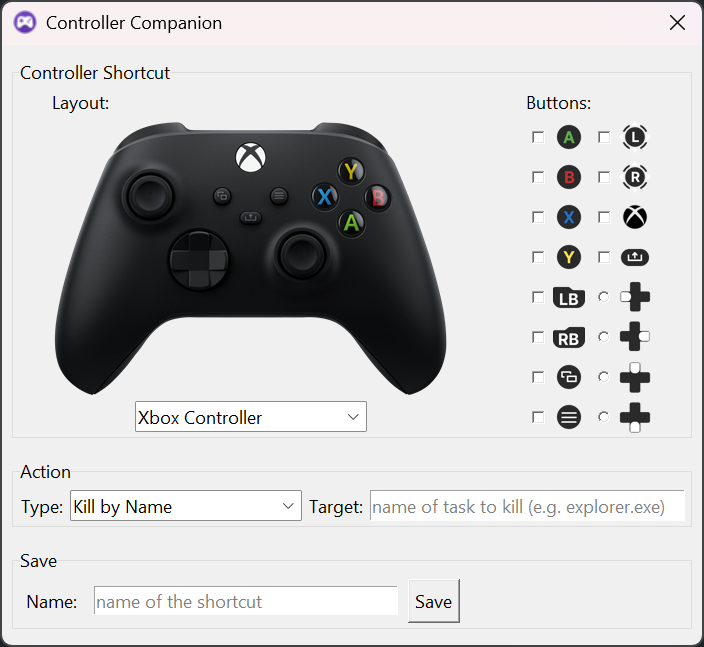 Controller Companion
Controller Shortcut
Layout:
Buttons:
Y
X
B
A
A
L
B
R
X
Y
LB
RB
Xbox Controller
Action
Type:
Kill by Name
Target:
name of task to kill (e.g. explorer.exe)
Save
Name:
name of the shortcut
Save